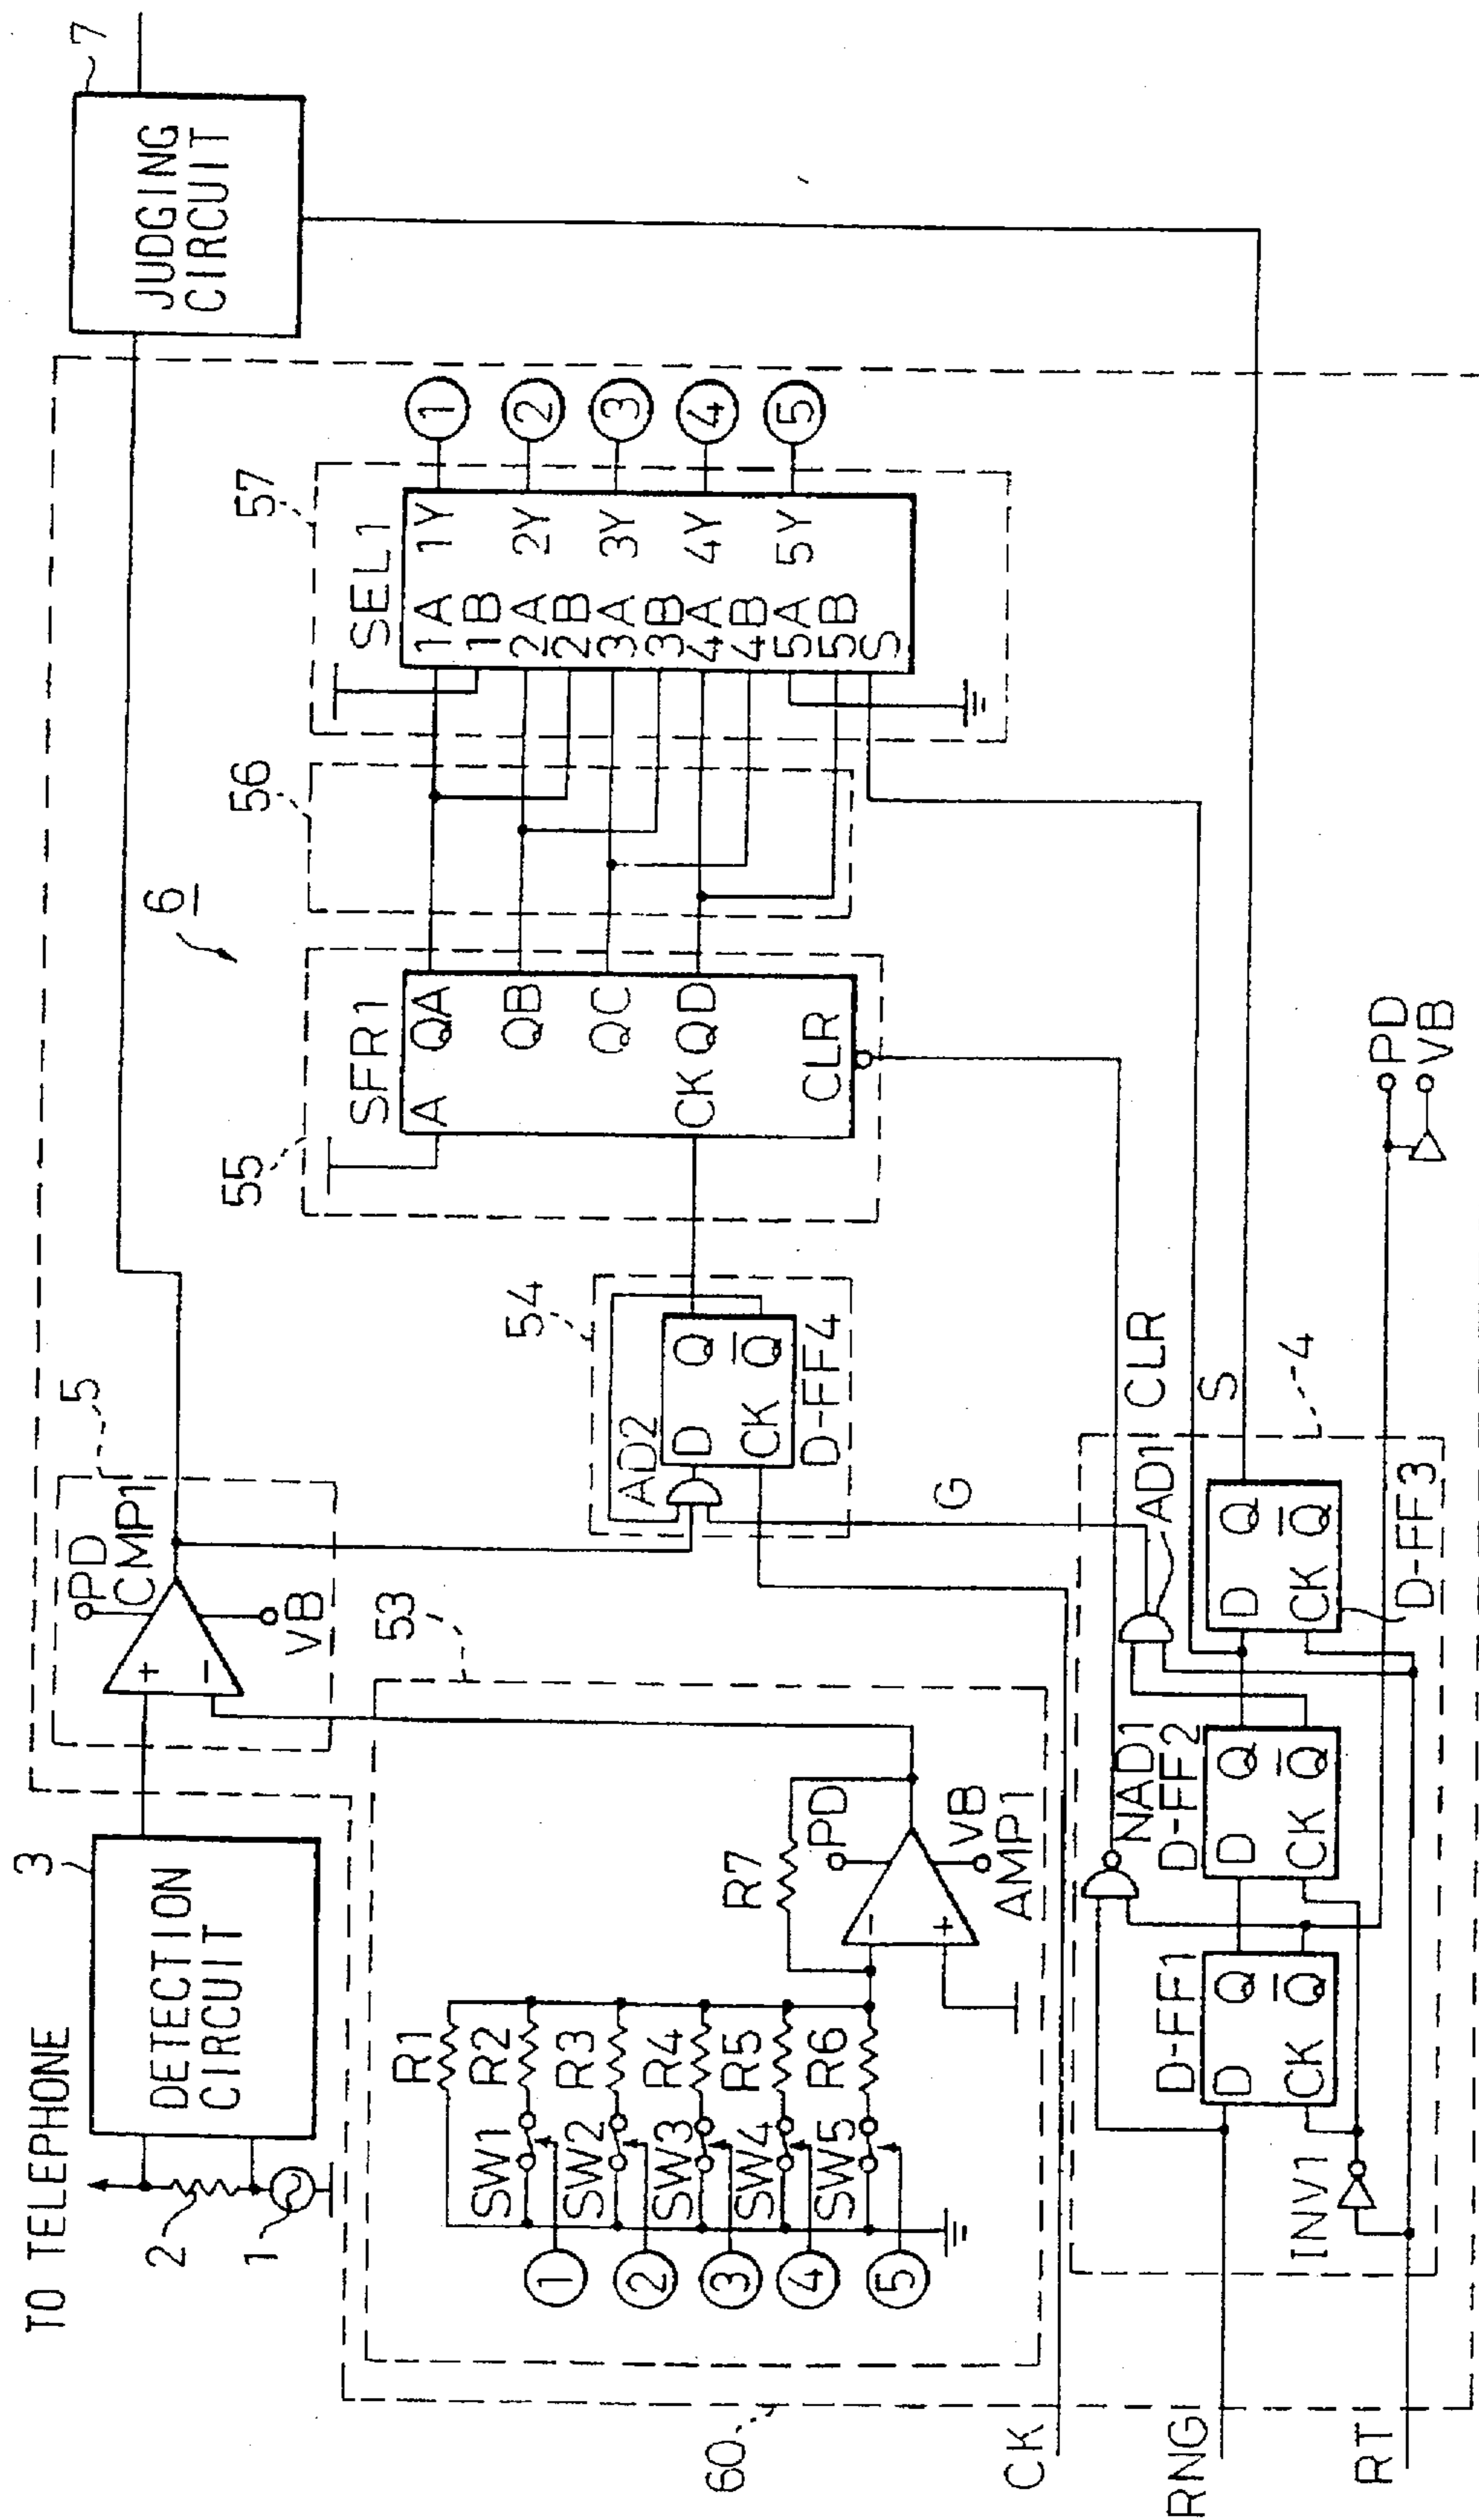 TO TELEPHONE
2
1
3
DETECTION
CIRCUIT
5
PD
CMP1
+
−
VB
6
7
JUDGING
CIRCUIT
53
R1
R2
R3
R4
R5
R6
SW1
SW2
SW3
SW4
SW5
①
②
③
④
⑤
R7
PD
−
+
VB
AMP1
54
AD2
D Q
CK Q̅
D-FF4
55
SFR1
A QA
QB
QC
CK QD
CLR
56
57
SEL1
1A 1Y
1B
2A 2Y
2B
3A 3Y
3B
4A 4Y
4B
5A 5Y
5B
S
①
②
③
④
⑤
60
CK
RNG
RT
INV1
D-FF1
D Q
CK Q̅
NAD1
D-FF2
D Q
CK Q̅
AD1
D Q
CK Q̅
D-FF3
G
CLR
S
4
PD
VB